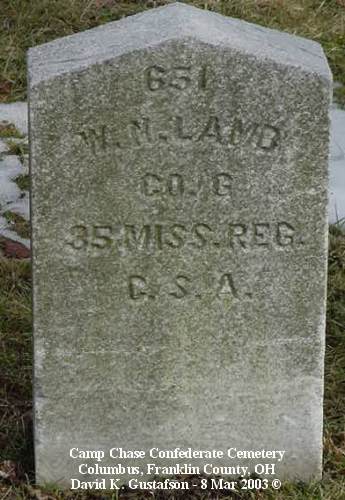 651
W. N. LAMB
CO. G
35 MISS. REG.
C. S. A.
Camp Chase Confederate Cemetery
Columbus, Franklin County, OH
David K. Gustafson - 8 Mar 2003 ©